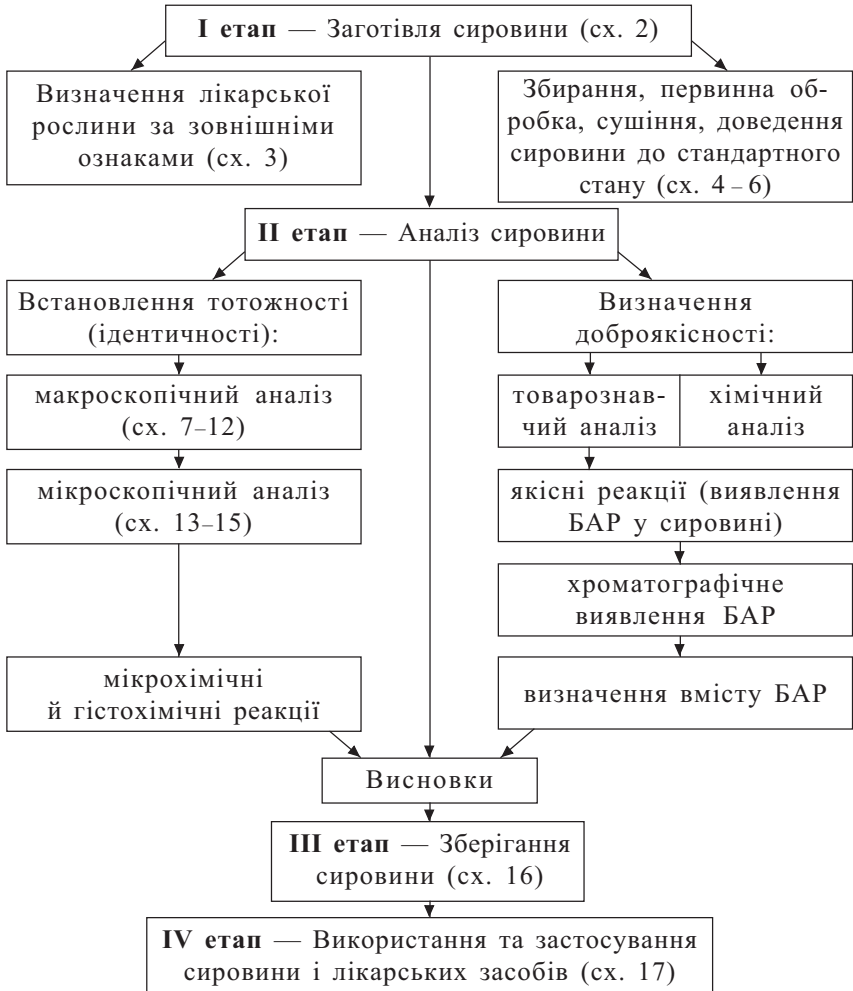 I етап — Заготівля сировини (сх. 2)
Визначення лікарської
рослини за зовнішніми
ознаками (сх. 3)
Збирання, первинна об-
робка, сушіння, доведення
сировини до стандартного
стану (сх. 4 – 6)
II етап — Аналіз сировини
Встановлення тотожності
(ідентичності):
Визначення
доброякісності:
макроскопічний аналіз
(сх. 7–12)
товарознав-
чий аналіз
хімічний
аналіз
мікроскопічний аналіз
(сх. 13–15)
якісні реакції (виявлення
БАР у сировині)
хроматографічне
виявлення БАР
мікрохімічні
й гістохімічні реакції
визначення вмісту БАР
Висновки
III етап — Зберігання
сировини (сх. 16)
IV етап — Використання та застосування
сировини і лікарських засобів (сх. 17)